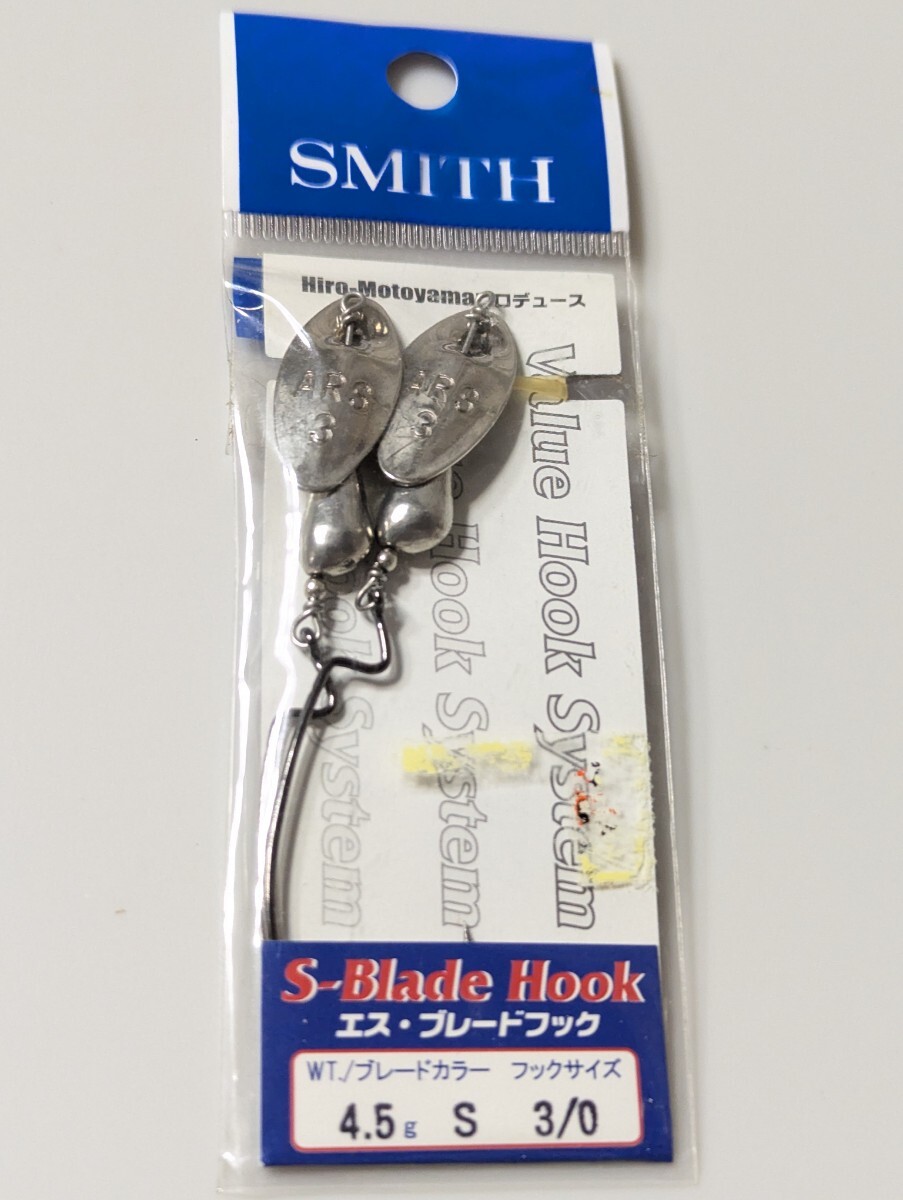 SMITH
Hiro-Motoyamaプロデュース
ARS
3
ARS
3
Value Hook System
Hook System
System
S-Blade Hook
エス・ブレードフック
WT./ブレードカラー フックサイズ
4.5g S 3/0